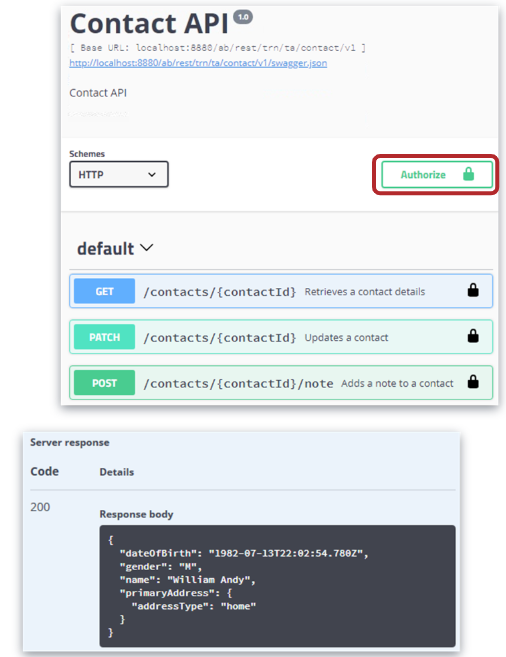 Contact API 1.0
[ Base URL: localhost:8880/ab/rest/trn/ta/contact/v1 ]
http://localhost:8880/ab/rest/trn/ta/contact/v1/swagger.json
Contact API
Schemes
HTTP
Authorize
default
GET /contacts/{contactId} Retrieves a contact details
PATCH /contacts/{contactId} Updates a contact
POST /contacts/{contactId}/note Adds a note to a contact
Server response
Code Details
200
Response body
{
"dateOfBirth": "1982-07-13T22:02:54.780Z",
"gender": "M",
"name": "William Andy",
"primaryAddress": {
"addressType": "home"
}
}